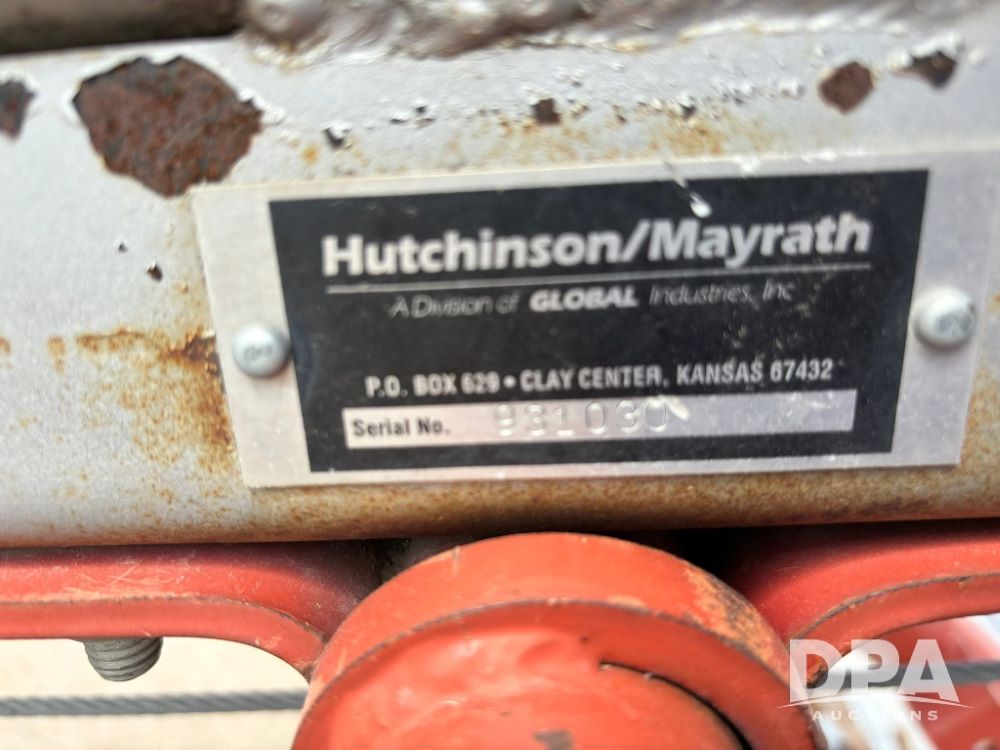 Hutchinson/Mayrath
A Division of GLOBAL Industries, Inc
P.O. BOX 629 • CLAY CENTER, KANSAS 67432
Serial No. 931030
DPA
AUCTIONS